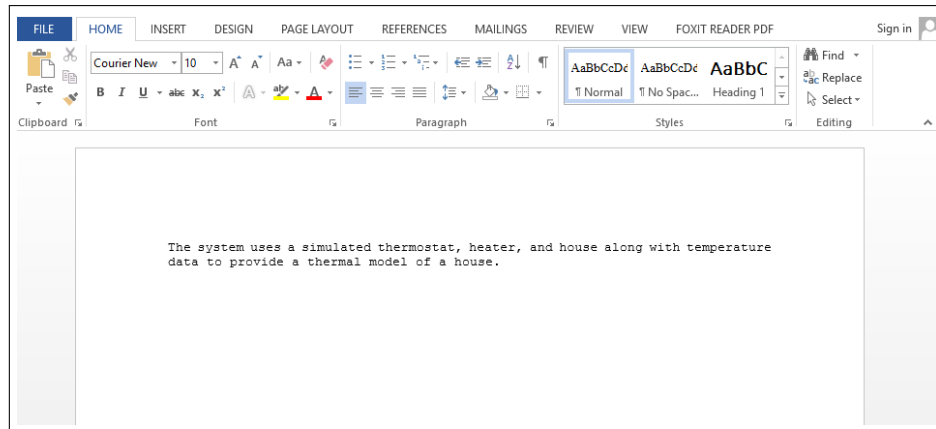 FILE HOME INSERT DESIGN PAGE LAYOUT REFERENCES MAILINGS REVIEW VIEW FOXIT READER PDF Sign in
Courier New 10 A A Aa A Z Find
AaBbCcDc AaBbCcDc AaBbC
Replace
Paste B I U abc X2 X2 A aby A ¶ Normal ¶ No Spac... Heading 1 Select
Clipboard Font Paragraph Styles Editing
The system uses a simulated thermostat, heater, and house along with temperature
data to provide a thermal model of a house.